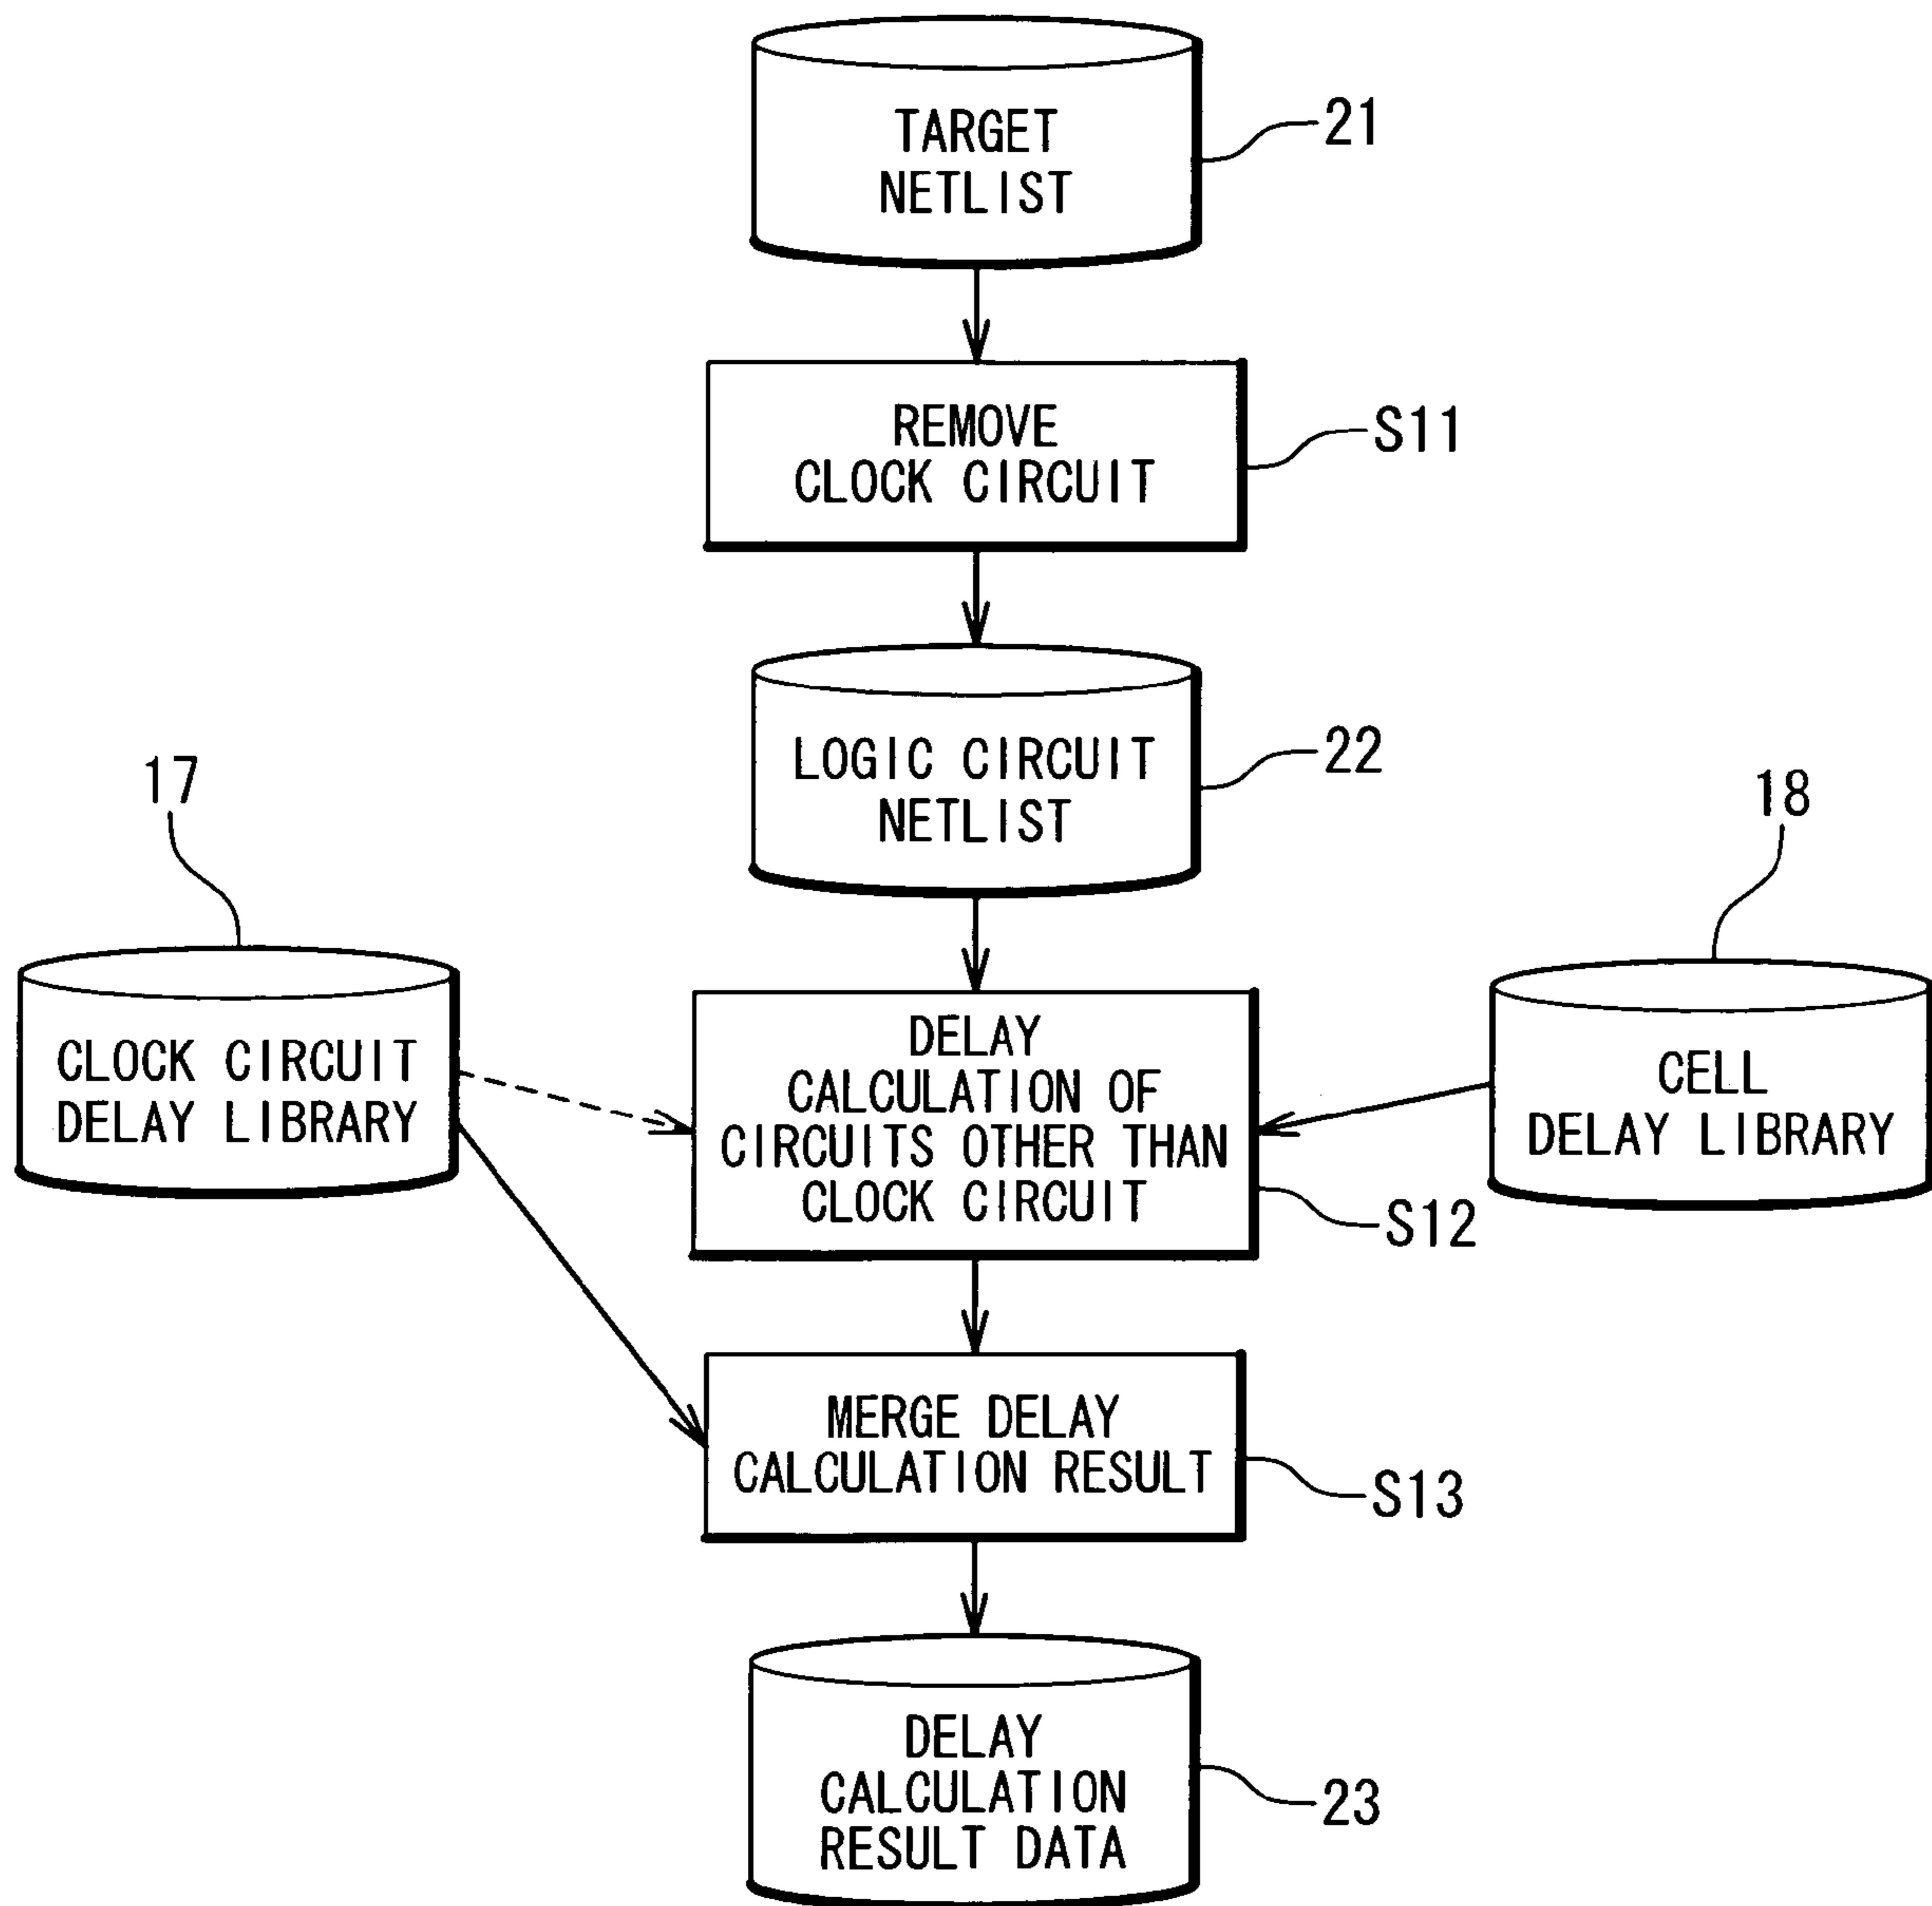 TARGET
NETLIST
21
REMOVE
CLOCK CIRCUIT
S11
LOGIC CIRCUIT
NETLIST
22
17
18
CLOCK CIRCUIT
DELAY LIBRARY
DELAY
CALCULATION OF
CIRCUITS OTHER THAN
CLOCK CIRCUIT
CELL
DELAY LIBRARY
S12
MERGE DELAY
CALCULATION RESULT
S13
DELAY
CALCULATION
RESULT DATA
23